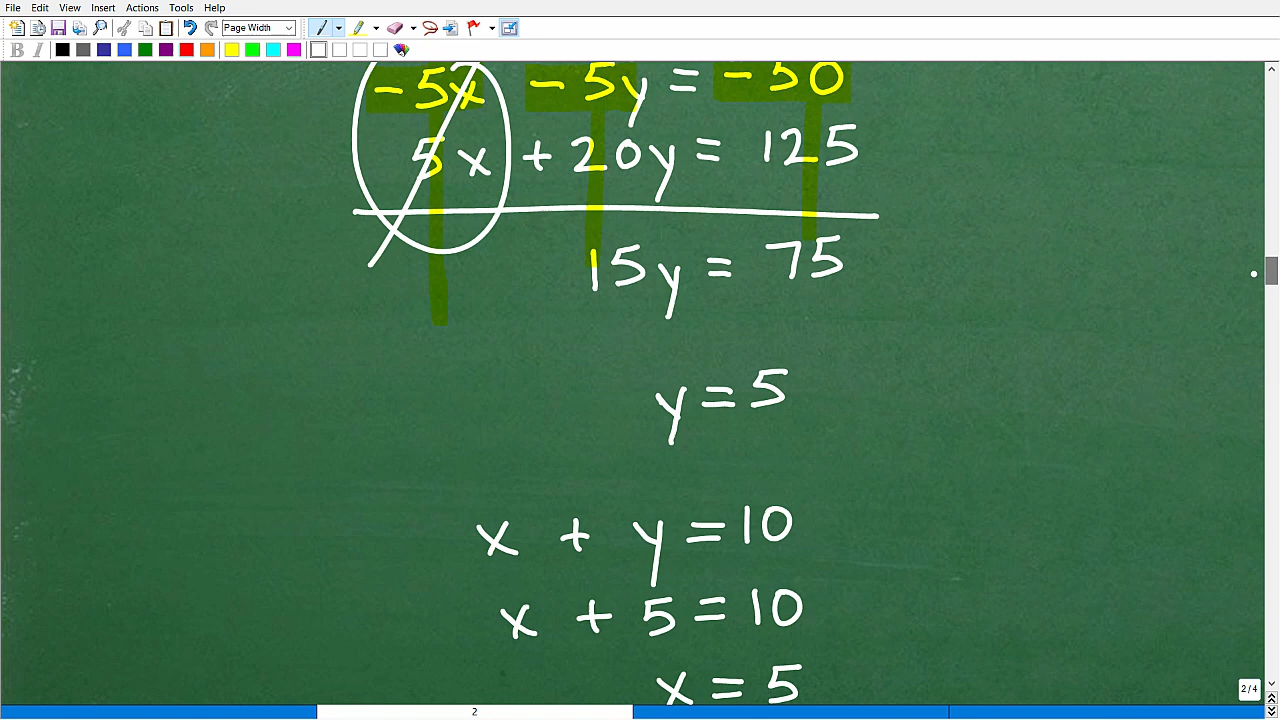 File Edit View Insert Actions Tools Help
Page Width
B I
-5x -5y = -50
5x + 20y = 125
15y = 75
y = 5
x + y = 10
x + 5 = 10
x = 5
2/4
2